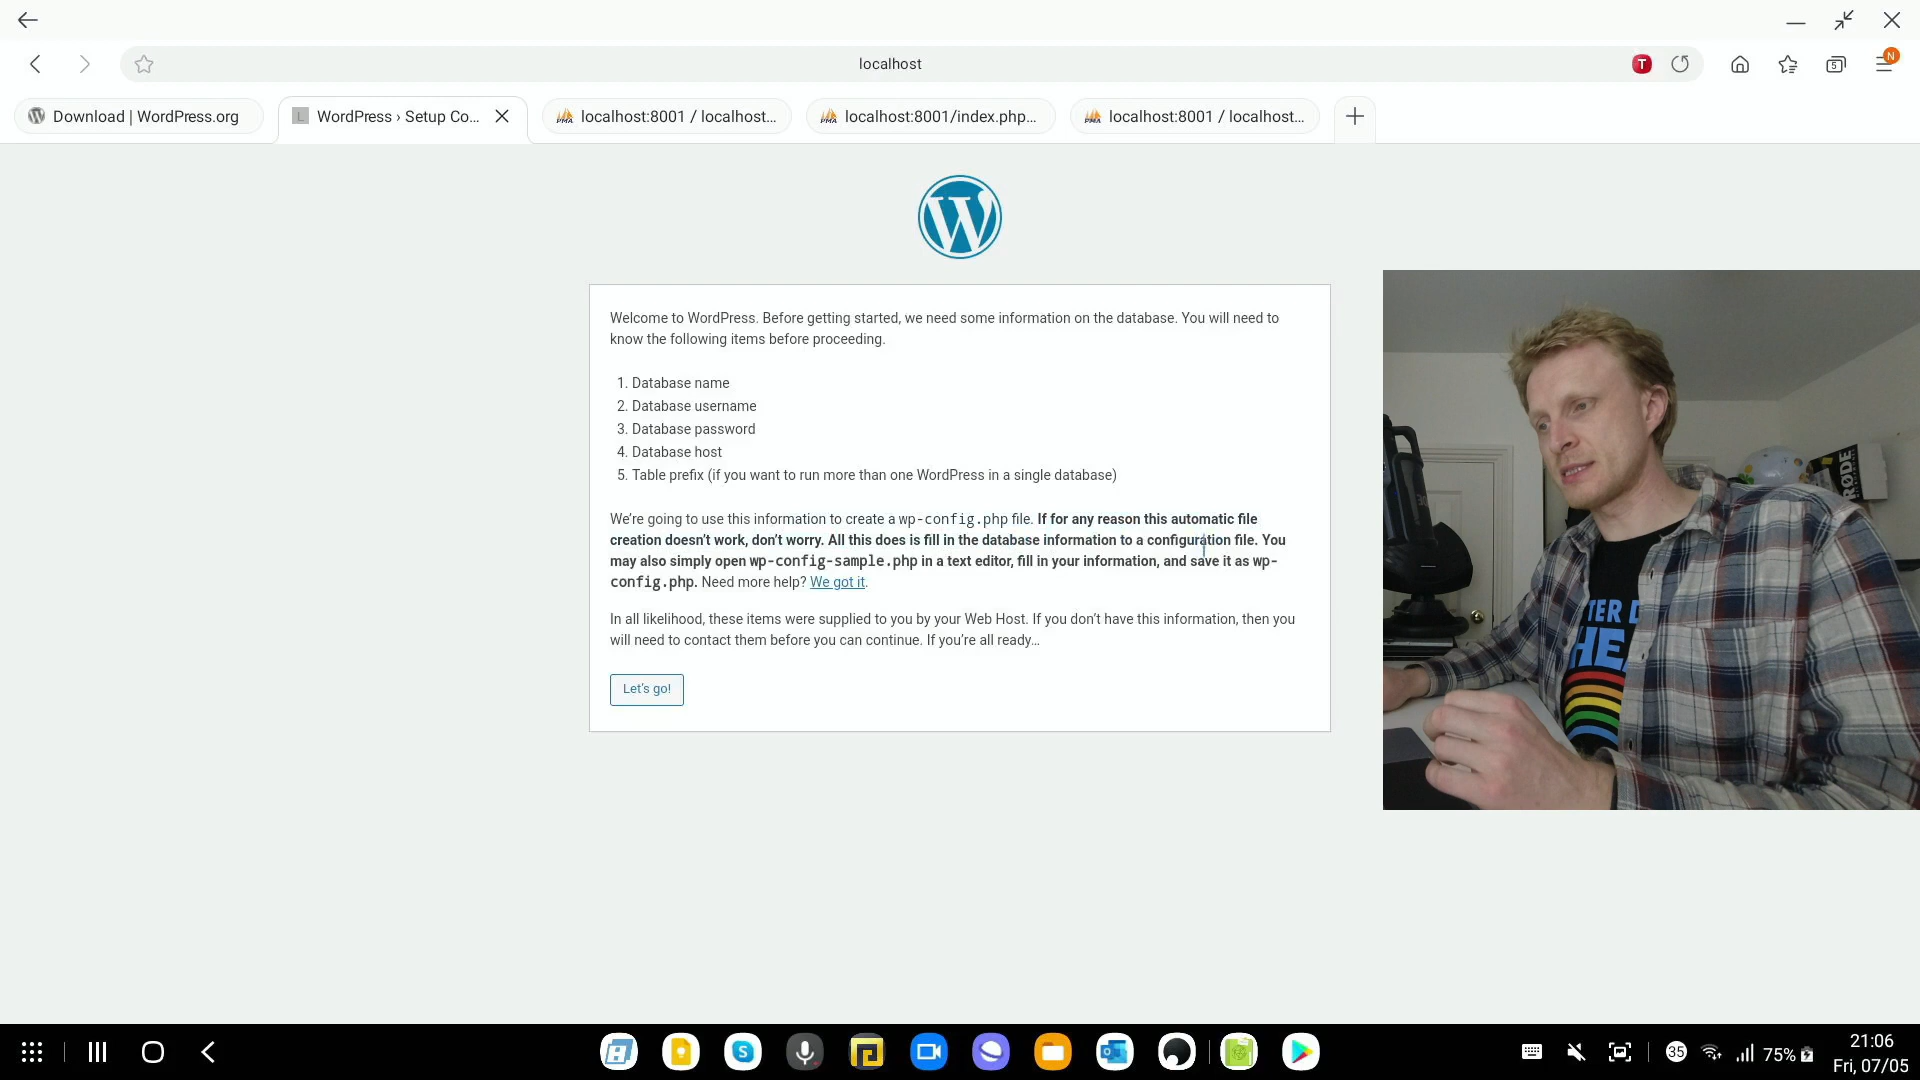 localhost
T
5
N
Download | WordPress.org
L
WordPress › Setup Co...
PMA
localhost:8001 / localhost...
PMA
localhost:8001/index.php...
PMA
localhost:8001 / localhost...
W
Welcome to WordPress. Before getting started, we need some information on the database. You will need to
know the following items before proceeding.
1. Database name
2. Database username
3. Database password
4. Database host
5. Table prefix (if you want to run more than one WordPress in a single database)
We’re going to use this information to create a wp-config.php file. If for any reason this automatic file
creation doesn’t work, don’t worry. All this does is fill in the database information to a configuration file. You
may also simply open wp-config-sample.php in a text editor, fill in your information, and save it as wp-
config.php. Need more help? We got it.
In all likelihood, these items were supplied to you by your Web Host. If you don’t have this information, then you
will need to contact them before you can continue. If you’re all ready…
Let’s go!
RØDE
TER D
HE
S
35
75%
21:06
Fri, 07/05